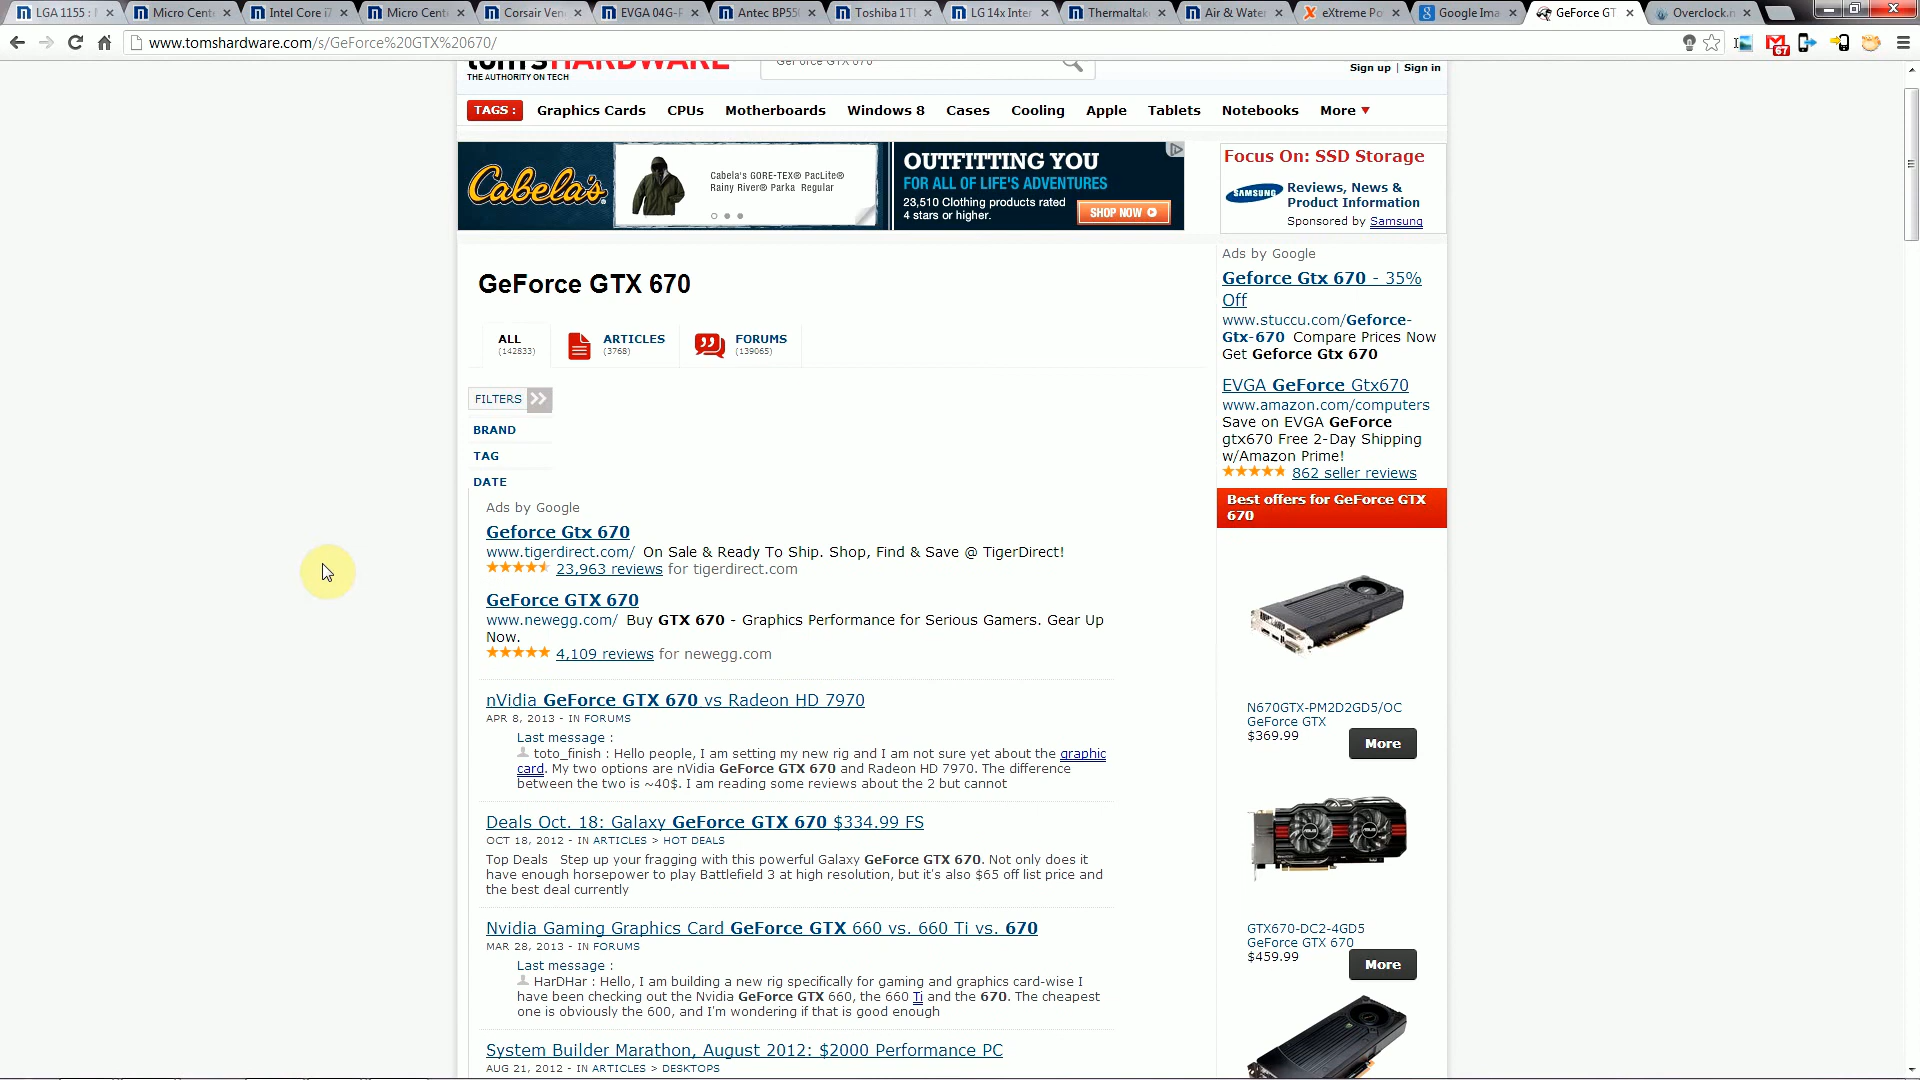 LGA 1155 : M
Micro Cente
Intel Core i7
Micro Cente
Corsair Ven
EVGA 04G-P
Antec BP550
Toshiba 1T
LG 14x Inter
Thermaltak
Air & Water
eXtreme Po
Google Ima
GeForce GT
Overclock.n
www.tomshardware.com/s/GeForce%20GTX%20670/
67
tom's HARDWARE
THE AUTHORITY ON TECH
GeForce GTX 670
Sign up | Sign in
TAGS :
Graphics Cards
CPUs
Motherboards
Windows 8
Cases
Cooling
Apple
Tablets
Notebooks
More
Cabela's
Cabela's GORE-TEX® PacLite®
Rainy River® Parka Regular
OUTFITTING YOU
FOR ALL OF LIFE'S ADVENTURES
23,510 Clothing products rated
4 stars or higher.
SHOP NOW
Focus On: SSD Storage
SAMSUNG
Reviews, News &
Product Information
Sponsored by Samsung
GeForce GTX 670
ALL
(142833)
ARTICLES
(3768)
FORUMS
(139065)
FILTERS
BRAND
TAG
DATE
Ads by Google
Geforce Gtx 670
www.tigerdirect.com/ On Sale & Ready To Ship. Shop, Find & Save @ TigerDirect!
23,963 reviews for tigerdirect.com
GeForce GTX 670
www.newegg.com/ Buy GTX 670 - Graphics Performance for Serious Gamers. Gear Up
Now.
4,109 reviews for newegg.com
nVidia GeForce GTX 670 vs Radeon HD 7970
APR 8, 2013 - IN FORUMS
Last message :
toto_finish : Hello people, I am setting my new rig and I am not sure yet about the graphic
card. My two options are nVidia GeForce GTX 670 and Radeon HD 7970. The difference
between the two is ~40$. I am reading some reviews about the 2 but cannot
Deals Oct. 18: Galaxy GeForce GTX 670 $334.99 FS
OCT 18, 2012 - IN ARTICLES > HOT DEALS
Top Deals Step up your fragging with this powerful Galaxy GeForce GTX 670. Not only does it
have enough horsepower to play Battlefield 3 at high resolution, but it's also $65 off list price and
the best deal currently
Nvidia Gaming Graphics Card GeForce GTX 660 vs. 660 Ti vs. 670
MAR 28, 2013 - IN FORUMS
Last message :
HarDHar : Hello, I am building a new rig specifically for gaming and graphics card-wise I
have been checking out the Nvidia GeForce GTX 660, the 660 Ti and the 670. The cheapest
one is obviously the 600, and I'm wondering if that is good enough
System Builder Marathon, August 2012: $2000 Performance PC
AUG 21, 2012 - IN ARTICLES > DESKTOPS
Ads by Google
Geforce Gtx 670 - 35%
Off
www.stuccu.com/Geforce-
Gtx-670 Compare Prices Now
Get Geforce Gtx 670
EVGA GeForce Gtx670
www.amazon.com/computers
Save on EVGA GeForce
gtx670 Free 2-Day Shipping
w/Amazon Prime!
862 seller reviews
Best offers for GeForce GTX
670
N670GTX-PM2D2GD5/OC
GeForce GTX
$369.99
More
GTX670-DC2-4GD5
GeForce GTX 670
$459.99
More